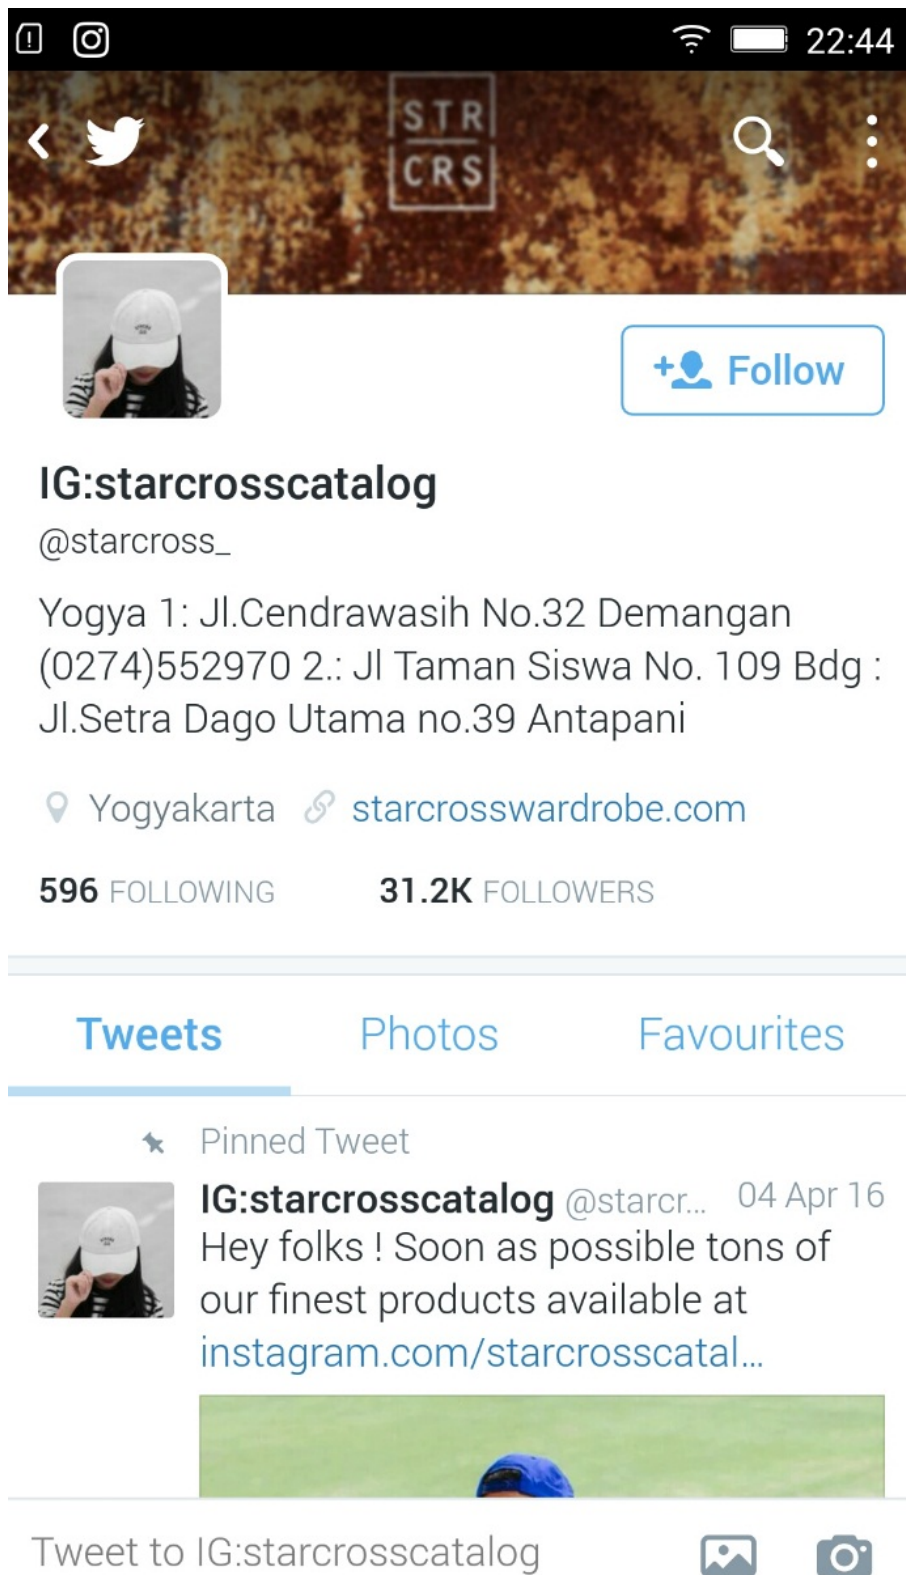 22:44
STR
CRS
Follow
IG:starcrosscatalog
@starcross_
Yogya 1: Jl.Cendrawasih No.32 Demangan
(0274)552970 2.: Jl Taman Siswa No. 109 Bdg :
Jl.Setra Dago Utama no.39 Antapani
Yogyakarta starcrosswardrobe.com
596 FOLLOWING 31.2K FOLLOWERS
Tweets Photos Favourites
Pinned Tweet
IG:starcrosscatalog @starcr... 04 Apr 16
Hey folks ! Soon as possible tons of
our finest products available at
instagram.com/starcrosscatal...
Tweet to IG:starcrosscatalog